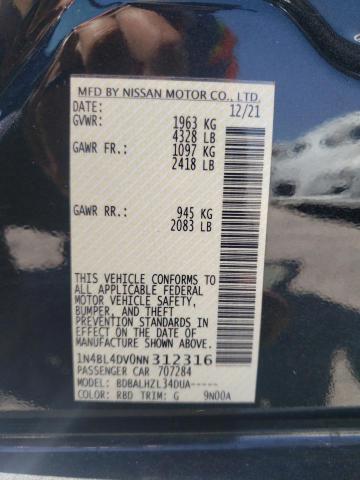 MFD BY NISSAN MOTOR CO., LTD.
DATE: 12/21
GVWR: 1963 KG
4328 LB
GAWR FR.: 1097 KG
2418 LB
GAWR RR.: 945 KG
2083 LB
THIS VEHICLE CONFORMS TO
ALL APPLICABLE FEDERAL
MOTOR VEHICLE SAFETY,
BUMPER, AND THEFT
PREVENTION STANDARDS
IN EFFECT ON THE DATE OF
MANUFACTURE SHOWN ABOVE.
1N4BL4DV0NN312316
PASSENGER CAR 707284
MODEL: BDBALHZL34DUA-----
COLOR: RBD TRIM: G 9N00A